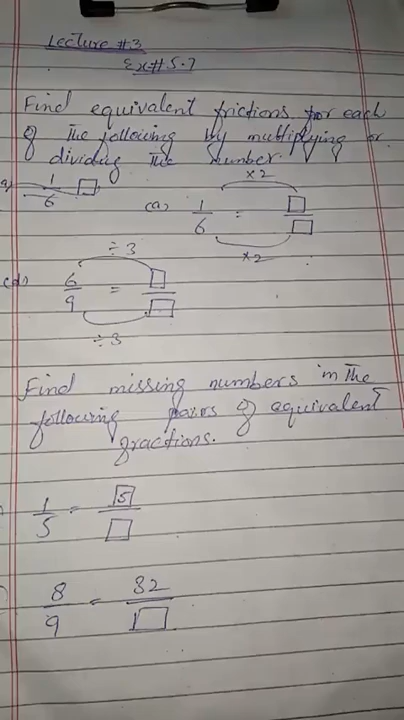 Lecture #3
Ex# 5.7
Find equivalent frictions for each
of the following by multiplying or
dividing the number.
a) 1/6 □
(a) 1/6 = □/□ ×2 ×2
(d) 6/9 = □/□ ÷3 ÷3
Find missing numbers in the
following pairs of equivalent
fractions.
1/5 = 5/□
8/9 = 32/□